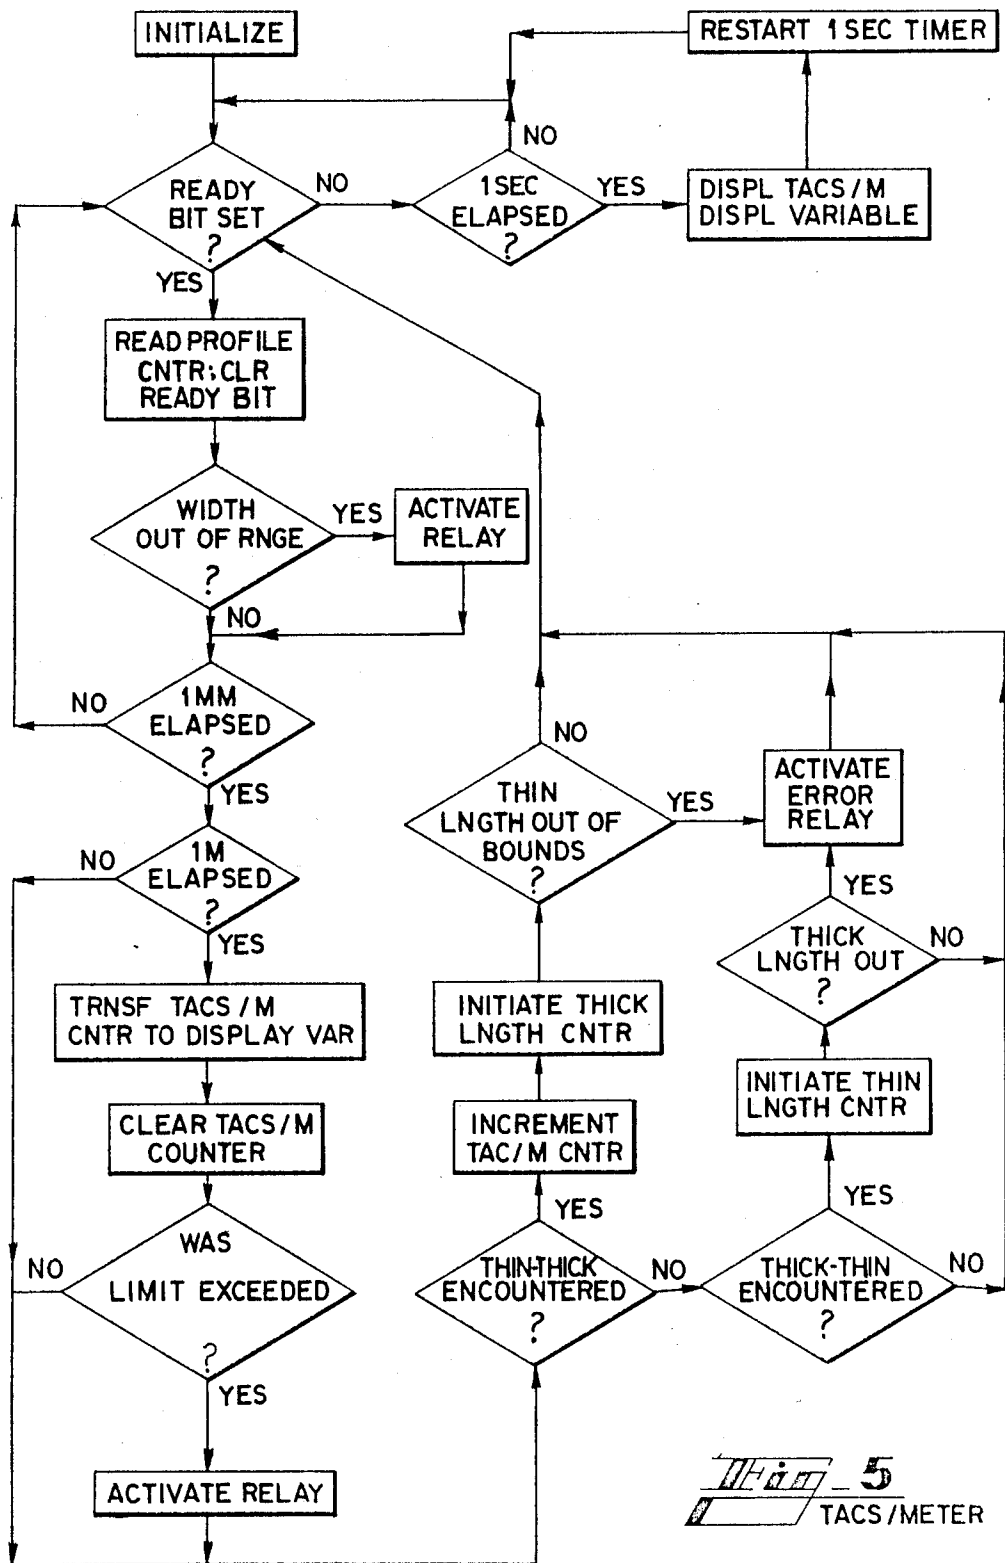 INITIALIZE
RESTART 1 SEC TIMER
NO
READY
BIT SET
?
NO
1 SEC
ELAPSED
?
YES
DISPL TACS/M
DISPL VARIABLE
YES
READ PROFILE
CNTR; CLR
READY BIT
WIDTH
OUT OF RNGE
?
YES
ACTIVATE
RELAY
NO
NO
1 MM
ELAPSED
?
YES
NO
1M
ELAPSED
?
YES
TRNSF TACS/M
CNTR TO DISPLAY VAR
CLEAR TACS/M
COUNTER
WAS
LIMIT EXCEEDED
?
NO
YES
ACTIVATE RELAY
NO
THIN
LNGTH OUT OF
BOUNDS
?
YES
ACTIVATE
ERROR
RELAY
YES
THICK
LNGTH OUT
?
NO
INITIATE THICK
LNGTH CNTR
INITIATE THIN
LNGTH CNTR
INCREMENT
TAC/M CNTR
YES
YES
THIN-THICK
ENCOUNTERED
?
NO
THICK-THIN
ENCOUNTERED
?
NO
Fig_5
TACS/METER